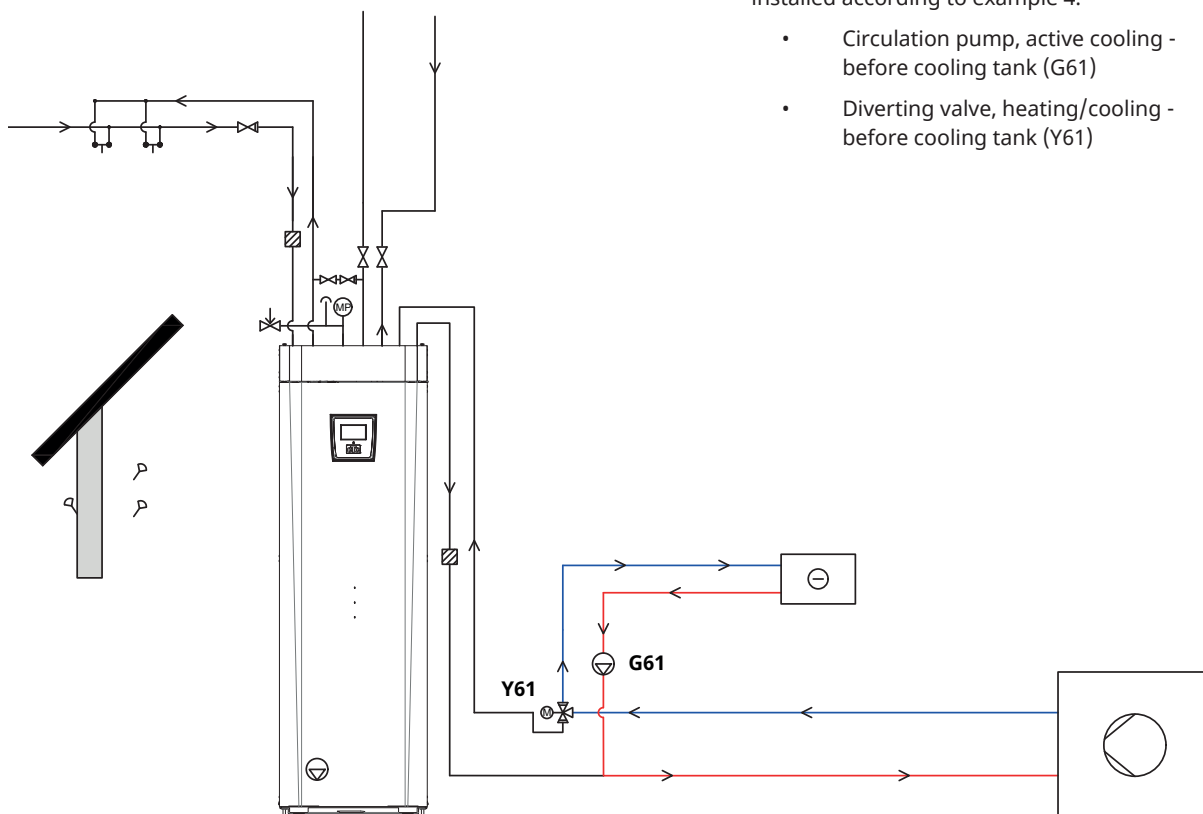 installed according to example 4:
• Circulation pump, active cooling -
before cooling tank (G61)
• Diverting valve, heating/cooling -
before cooling tank (Y61)
MP
G61
Y61
M